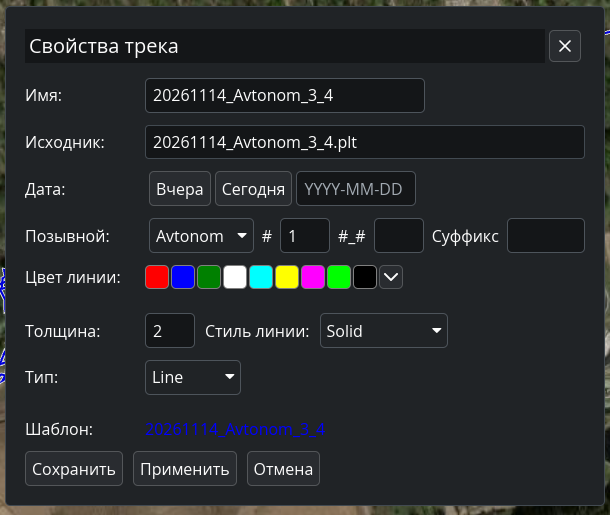 Свойства трека
Имя: 20261114_Avtonom_3_4
Исходник: 20261114_Avtonom_3_4.plt
Дата: Вчера Сегодня YYYY-MM-DD
Позывной: Avtonom # 1 #_# Суффикс
Цвет линии:
Толщина: 2 Стиль линии: Solid
Тип: Line
Шаблон: 20261114_Avtonom_3_4
Сохранить Применить Отмена